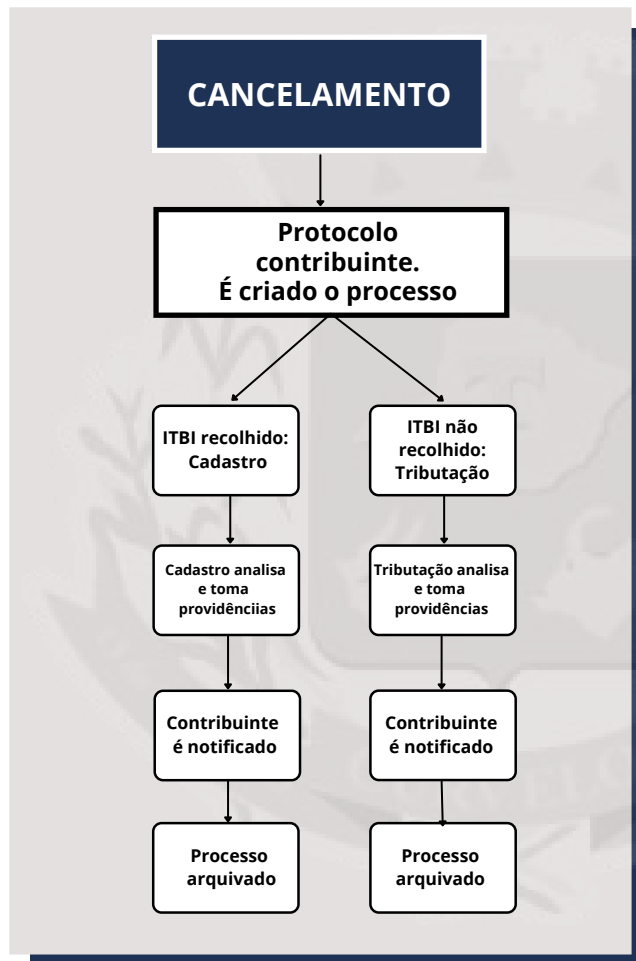 CANCELAMENTO
Protocolo
contribuinte.
É criado o processo
ITBI recolhido:
Cadastro
ITBI não
recolhido:
Tributação
Cadastro analisa
e toma
providênciias
Tributação analisa
e toma
providências
Contribuinte
é notificado
Contribuinte
é notificado
Processo
arquivado
Processo
arquivado